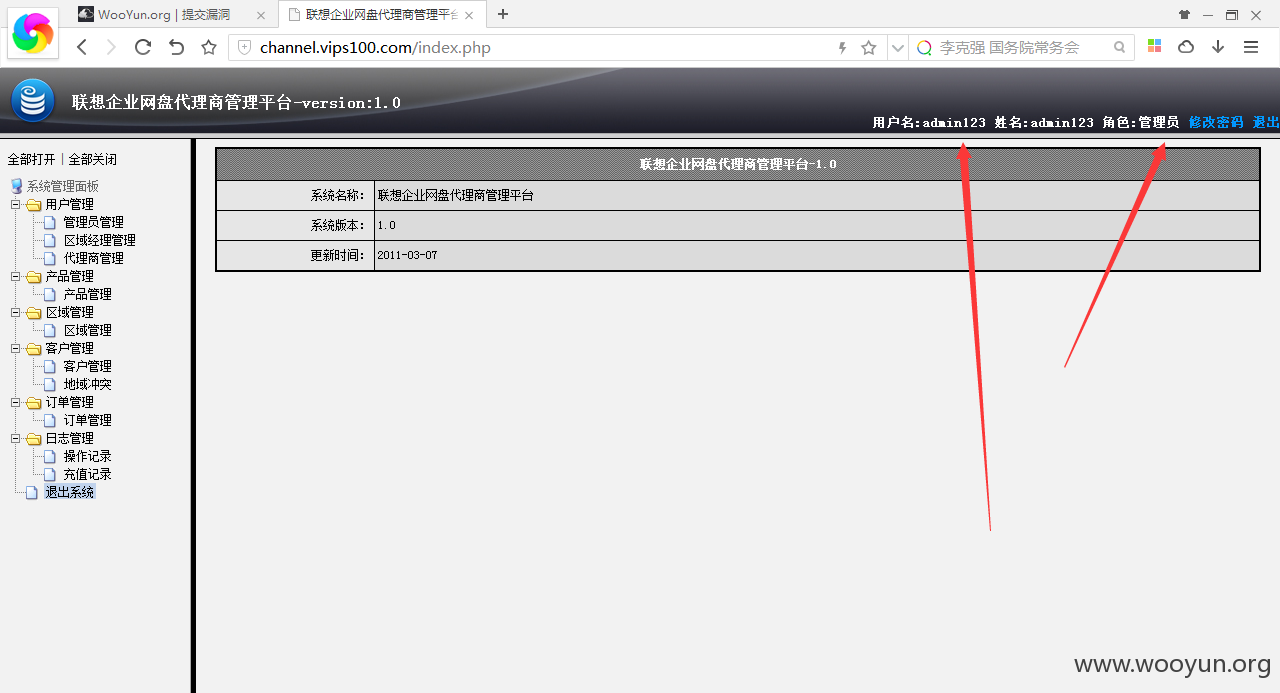 WooYun.org | 提交漏洞
联想企业网盘代理商管理平台
channel.vips100.com/index.php
李克强 国务院常务会
联想企业网盘代理商管理平台-version:1.0
用户名:admin123 姓名:admin123 角色:管理员 修改密码 退出
全部打开 | 全部关闭
系统管理面板
用户管理
管理员管理
区域经理管理
代理商管理
产品管理
产品管理
区域管理
区域管理
客户管理
客户管理
地域冲突
订单管理
订单管理
日志管理
操作记录
充值记录
退出系统
联想企业网盘代理商管理平台-1.0
系统名称: 联想企业网盘代理商管理平台
系统版本: 1.0
更新时间: 2011-03-07
www.wooyun.org